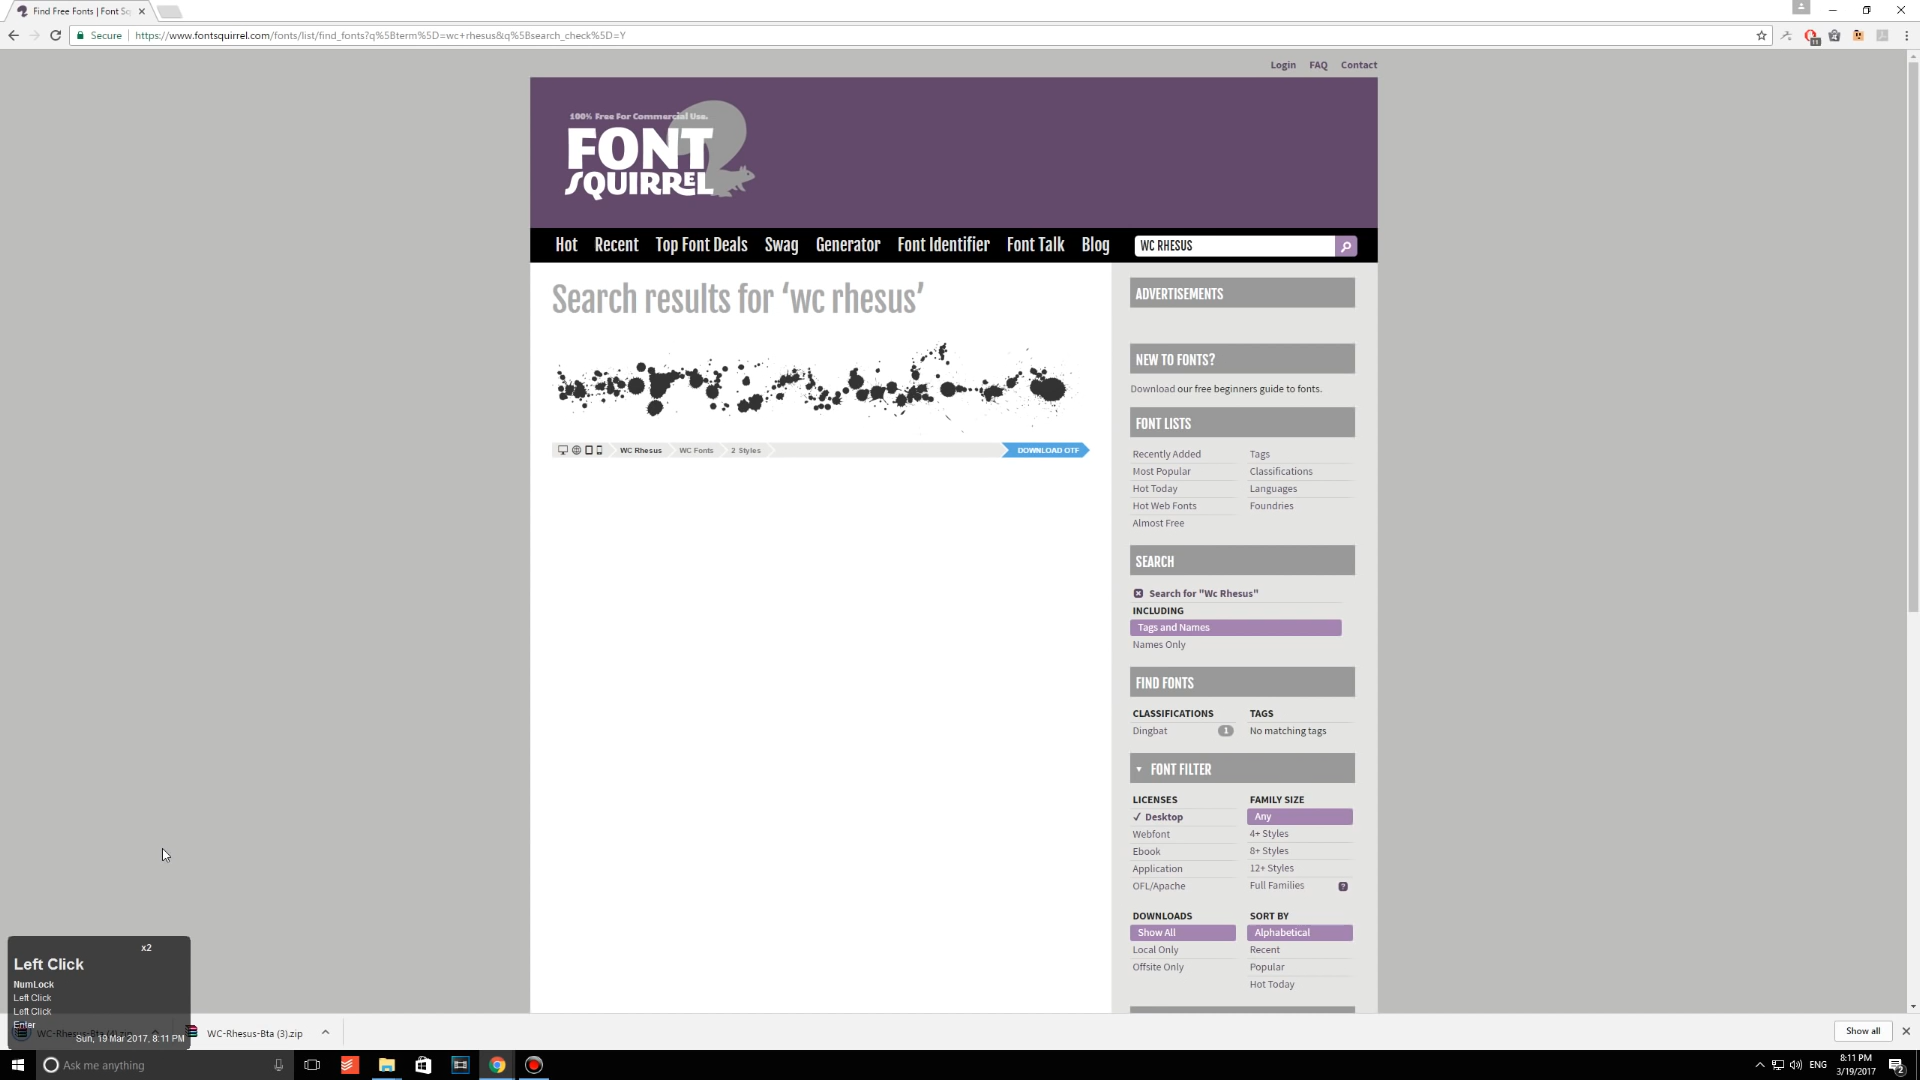 Find Free Fonts | Font Sq
Secure
https://www.fontsquirrel.com/fonts/list/find_fonts?q%5Bterm%5D=wc+rhesus&q%5Bsearch_check%5D=Y
11
Login FAQ Contact
100% Free For Commercial Use.
FONT
SQUIRREL
Hot Recent Top Font Deals Swag Generator Font Identifier Font Talk Blog
WC RHESUS
Search results for ‘wc rhesus’
WC Rhesus WC Fonts 2 Styles DOWNLOAD OTF
ADVERTISEMENTS
NEW TO FONTS?
Download our free beginners guide to fonts.
FONT LISTS
Recently Added Tags
Most Popular Classifications
Hot Today Languages
Hot Web Fonts Foundries
Almost Free
SEARCH
Search for "Wc Rhesus"
INCLUDING
Tags and Names
Names Only
FIND FONTS
CLASSIFICATIONS TAGS
Dingbat 1 No matching tags
FONT FILTER
LICENSES FAMILY SIZE
✓ Desktop Any
Webfont 4+ Styles
Ebook 8+ Styles
Application 12+ Styles
OFL/Apache Full Families ?
DOWNLOADS SORT BY
Show All Alphabetical
Local Only Recent
Offsite Only Popular
Hot Today
x2
Left Click
NumLock
Left Click
Left Click
Enter
Sun, 19 Mar 2017, 8:11 PM
WC-Rhesus-Bta (4).zip
WC-Rhesus-Bta (3).zip
Show all
Ask me anything
ENG
8:11 PM
3/19/2017
2